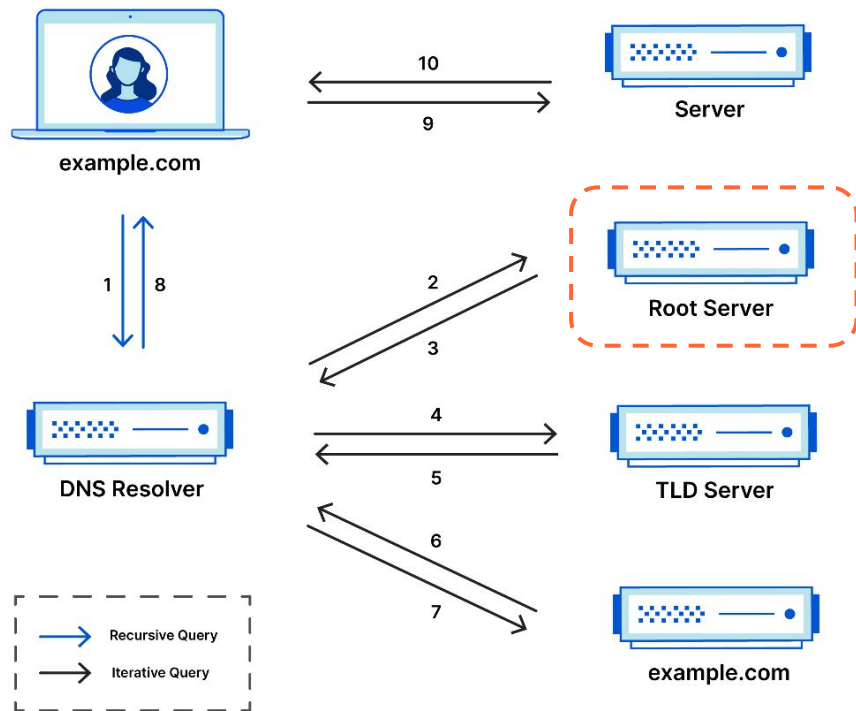 10
9
Server
example.com
1
8
2
3
Root Server
4
5
DNS Resolver
TLD Server
6
7
example.com
Recursive Query
Iterative Query